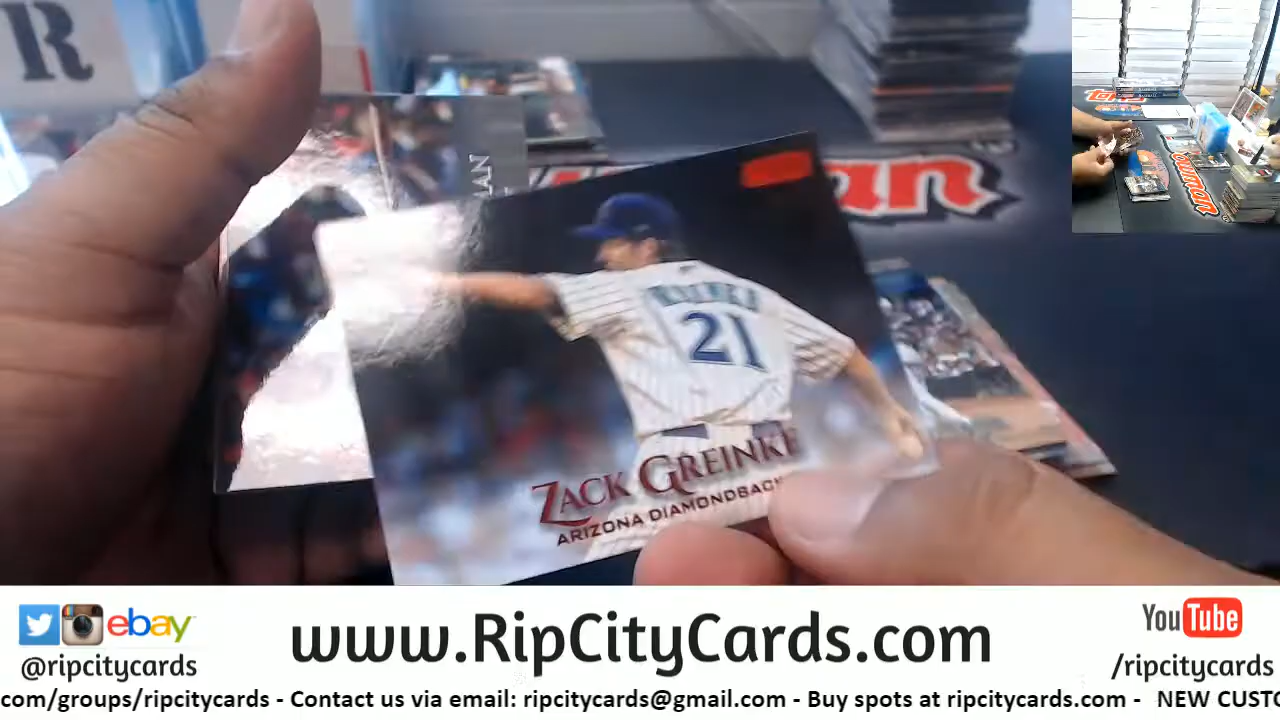 R
LAN
21
ZACK GREINKE
ARIZONA DIAMONDBACK
ebay
www.RipCityCards.com
YouTube
@ripcitycards
/ripcitycards
com/groups/ripcitycards - Contact us via email: ripcitycards@gmail.com - Buy spots at ripcitycards.com - NEW CUSTO